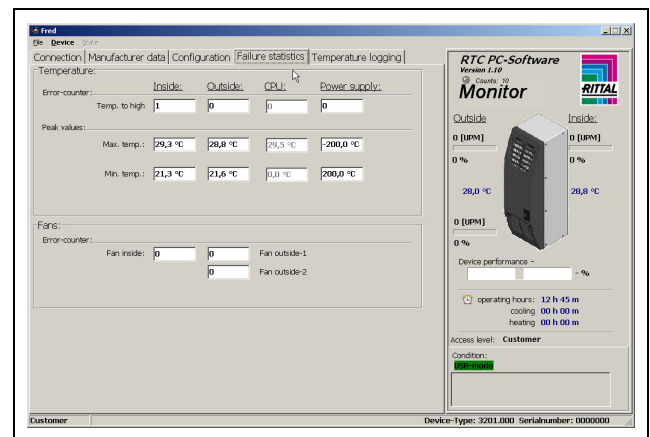 Fred
File Device State
Connection Manufacturer data Configuration Failure statistics Temperature logging
Temperature:
Inside: Outside: CPU: Power supply:
Error-counter:
Temp. to high 1 0 0 0
Peak values:
Max. temp.: 29,3 °C 28,8 °C 29,5 °C -200,0 °C
Min. temp.: 21,3 °C 21,6 °C 0,0 °C 200,0 °C
Fans:
Error-counter:
Fan inside: 0 0 Fan outside-1
0 Fan outside-2
RTC PC-Software
Version 1.10
Counts: 10
Monitor
RITTAL
Outside Inside:
0 [UPM] 0 [UPM]
0 % 0 %
28,0 °C 28,8 °C
0 [UPM]
0 %
Device performance -
- %
operating hours: 12 h 45 m
cooling 00 h 00 m
heating 00 h 00 m
Access level: Customer
Condition:
USB-mode
Customer Device-Type: 3201.000 Serialnumber: 0000000